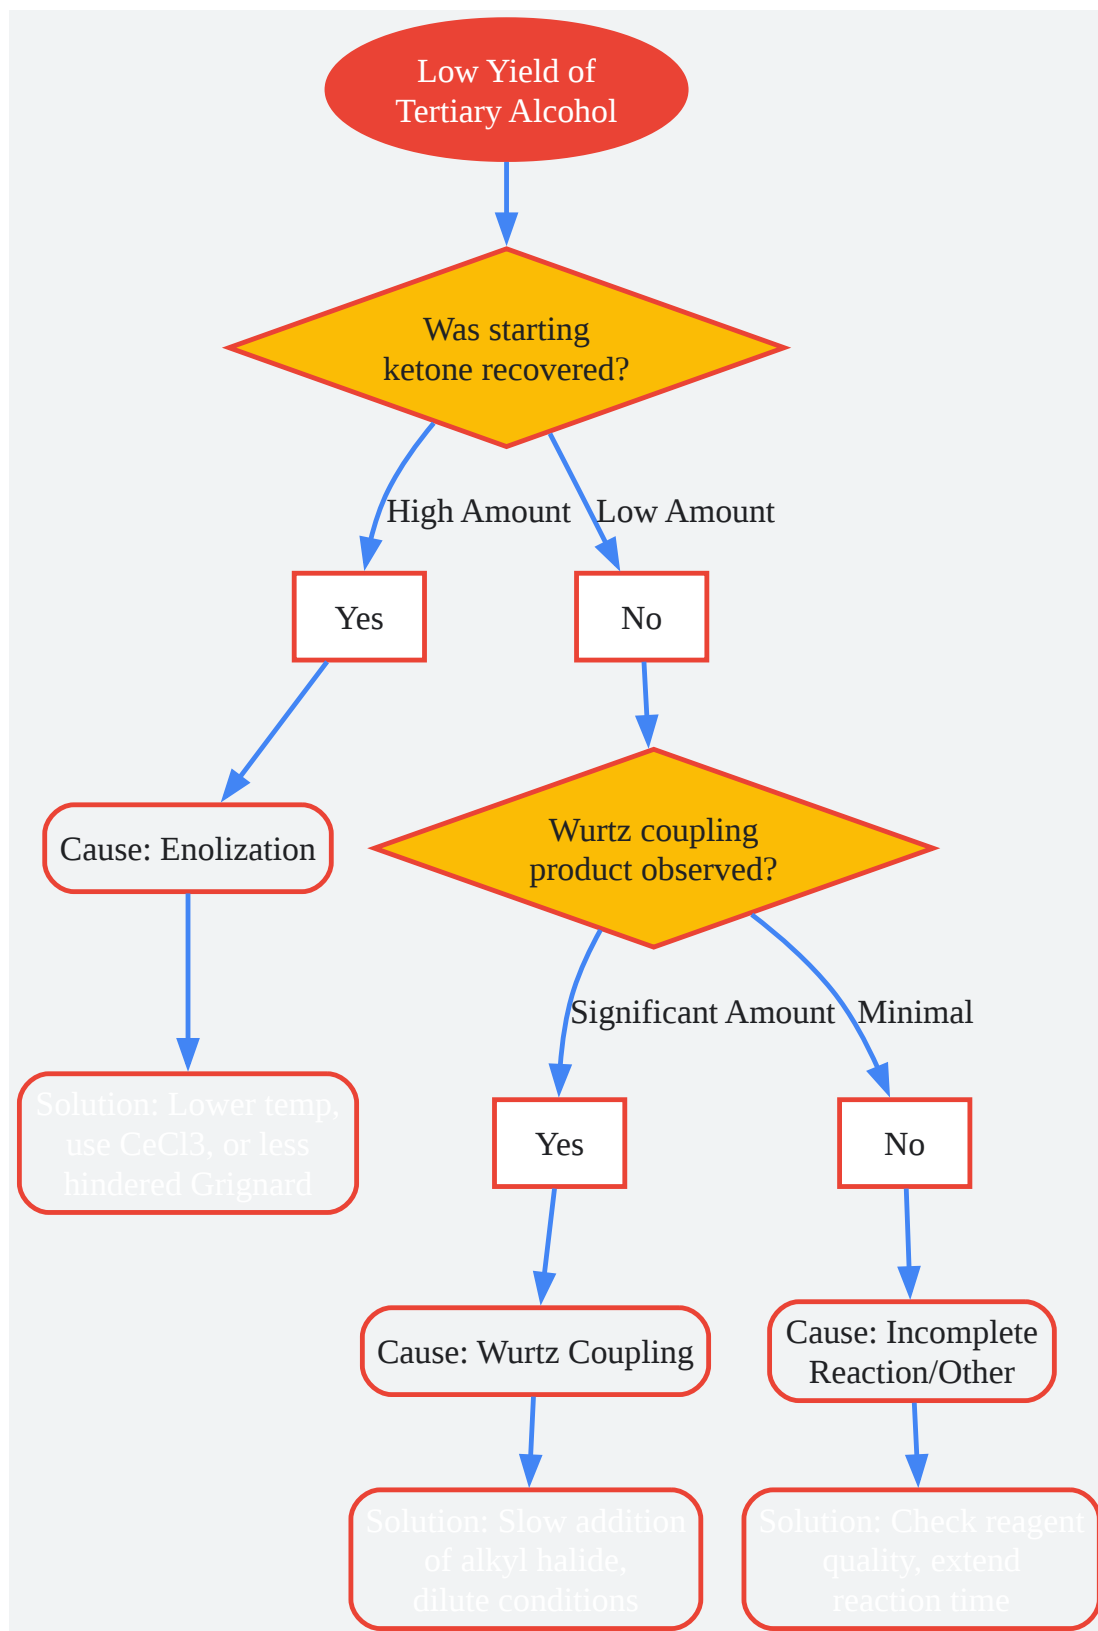 Low Yield of
Tertiary Alcohol
Was starting
ketone recovered?
High Amount
Low Amount
Yes
No
Cause: Enolization
Wurtz coupling
product observed?
Significant Amount
Minimal
Solution: Lower temp,
use CeCl3, or less
hindered Grignard
Yes
No
Cause: Wurtz Coupling
Cause: Incomplete
Reaction/Other
Solution: Slow addition
of alkyl halide,
dilute conditions
Solution: Check reagent
quality, extend
reaction time